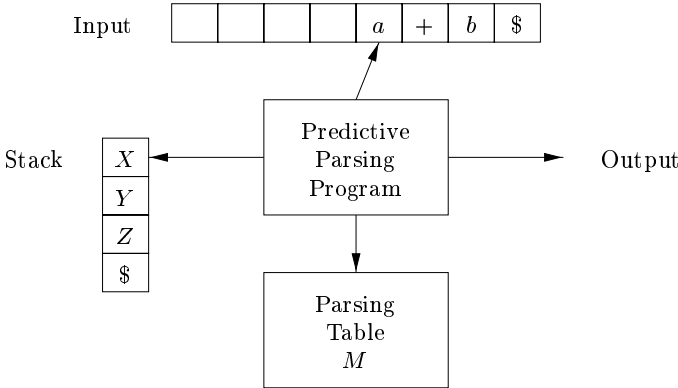 Input
a + b $
Predictive
Parsing
Program
Stack
X
Y
Z
$
Output
Parsing
Table
M